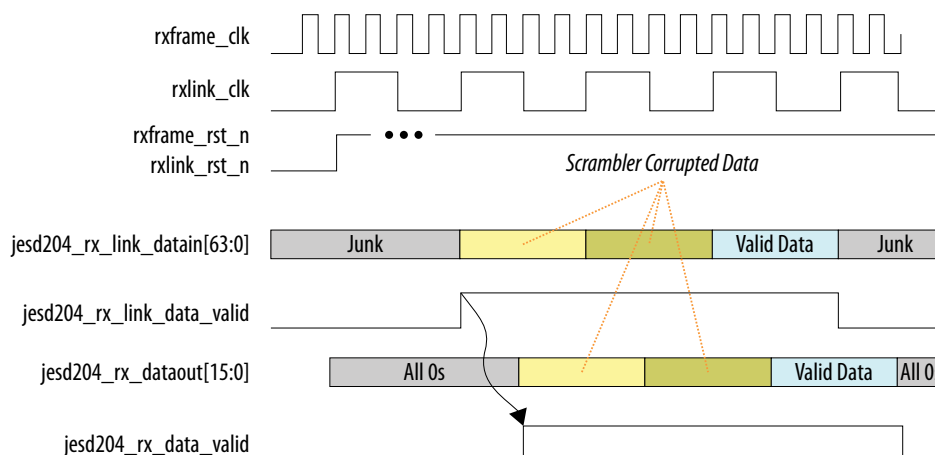 rxframe_clk
rxlink_clk
rxframe_rst_n
rxlink_rst_n
Scrambler Corrupted Data
jesd204_rx_link_datain[63:0] Junk Valid Data Junk
jesd204_rx_link_data_valid
jesd204_rx_dataout[15:0] All 0s Valid Data All 0
jesd204_rx_data_valid